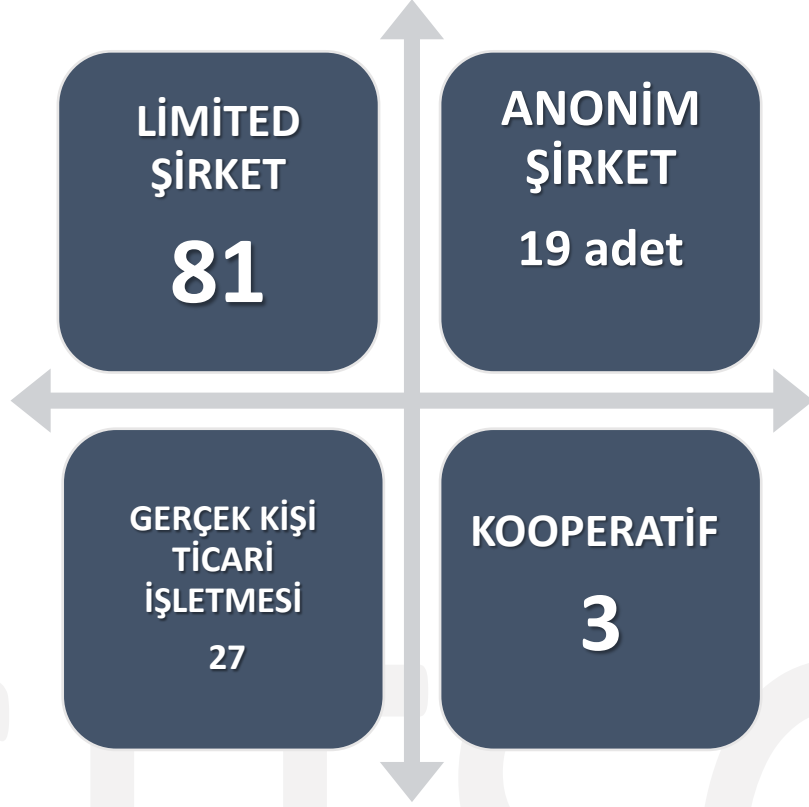 LİMİTED
ŞİRKET
81
ANONİM
ŞİRKET
19 adet
GERÇEK KİŞİ
TİCARİ
İŞLETMESİ
27
KOOPERATİF
3